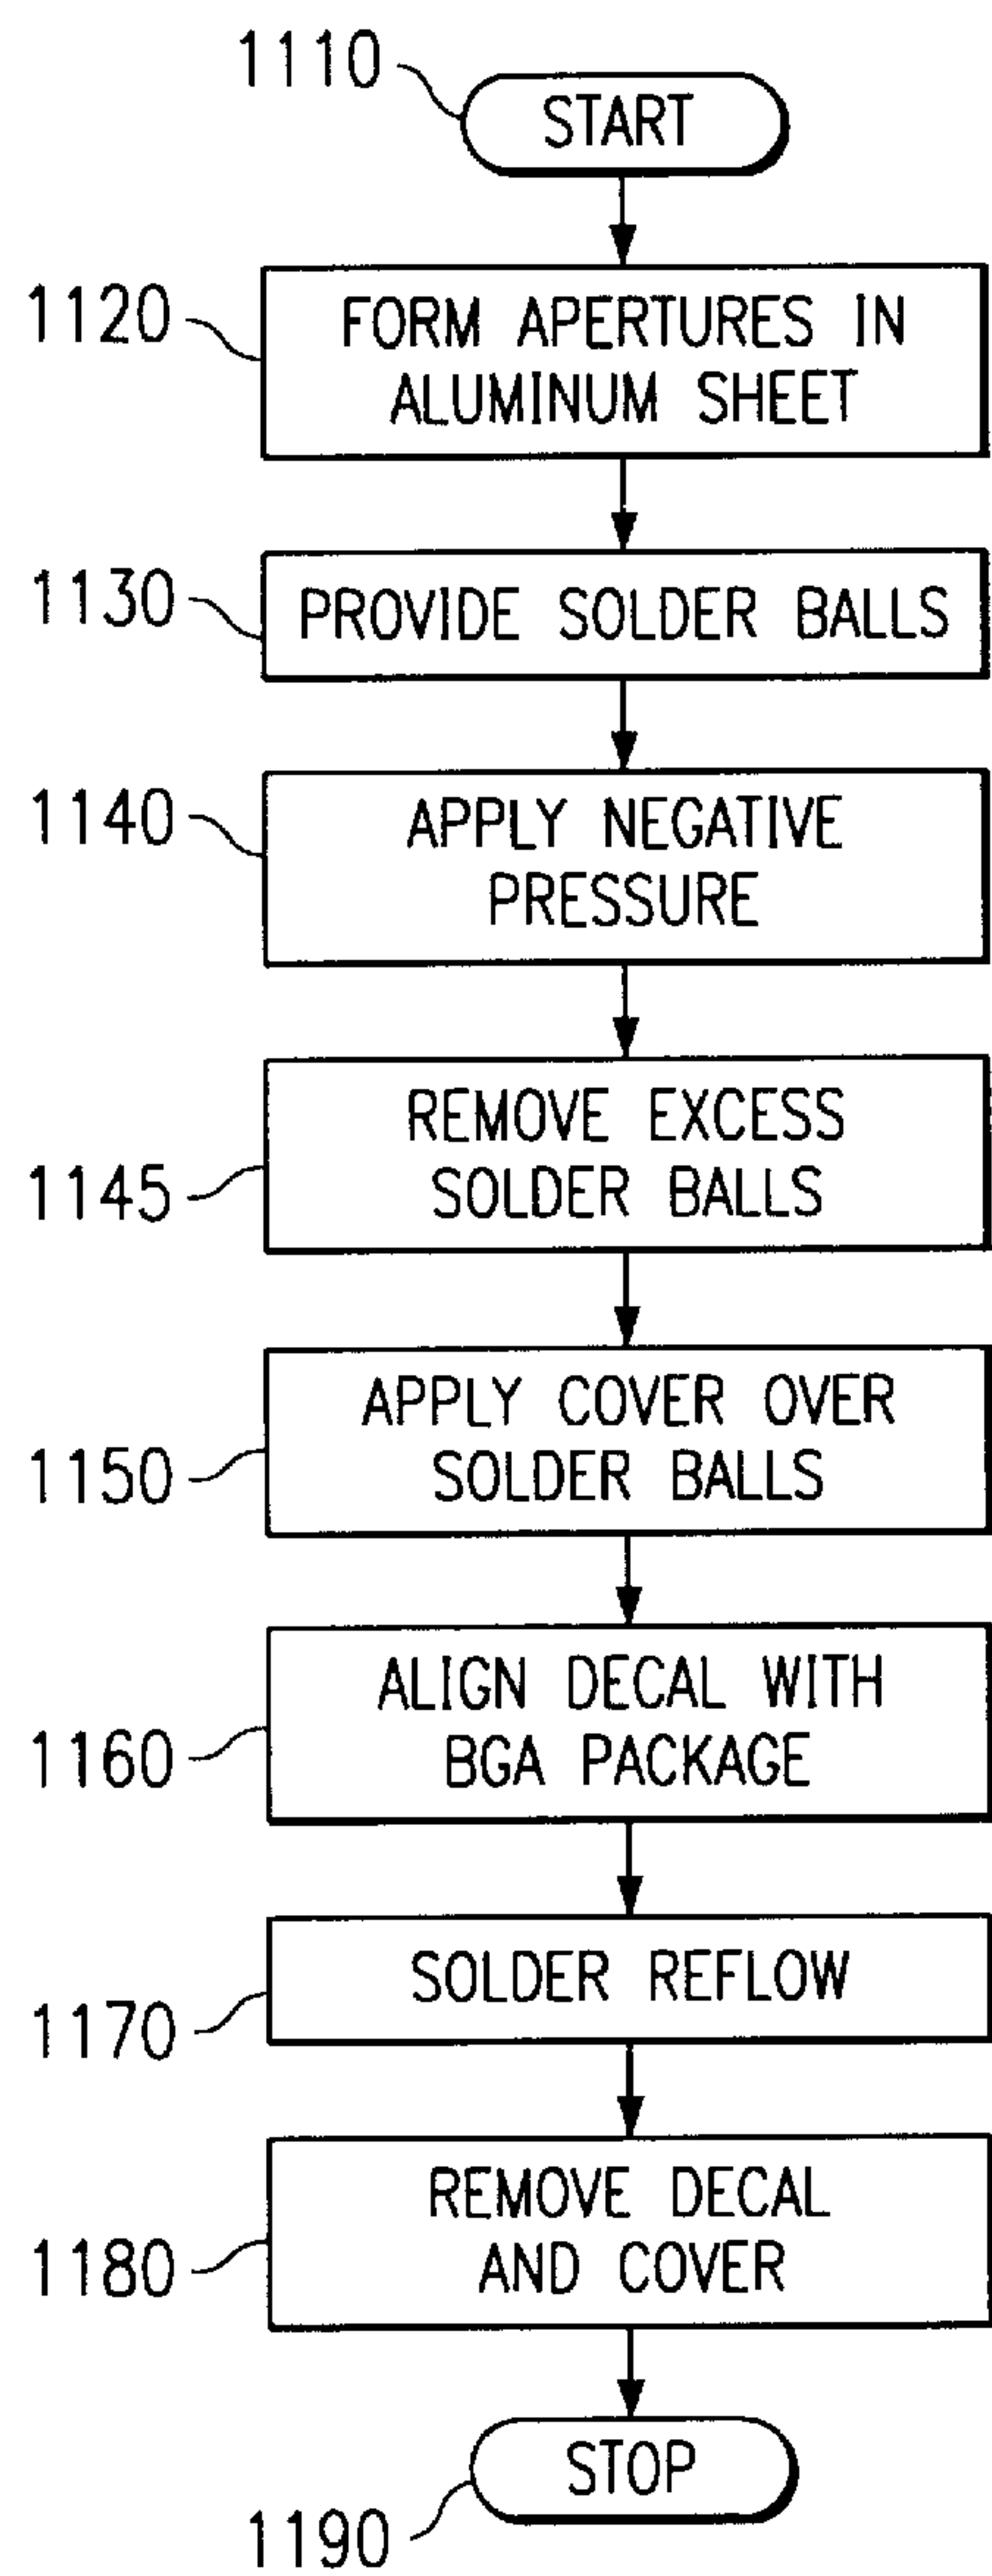 1110
START
1120
FORM APERTURES IN
ALUMINUM SHEET
1130
PROVIDE SOLDER BALLS
1140
APPLY NEGATIVE
PRESSURE
1145
REMOVE EXCESS
SOLDER BALLS
1150
APPLY COVER OVER
SOLDER BALLS
1160
ALIGN DECAL WITH
BGA PACKAGE
1170
SOLDER REFLOW
1180
REMOVE DECAL
AND COVER
STOP
1190